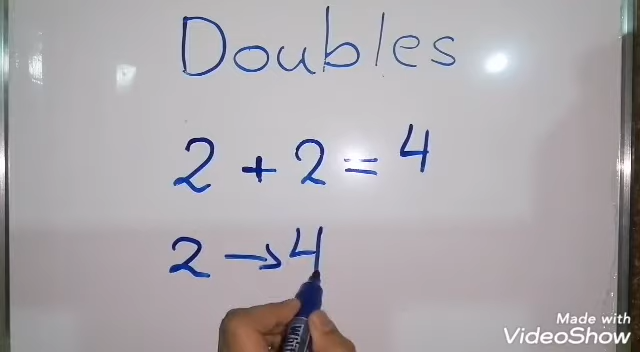 Doubles
2 + 2 = 4
2 → 4
Made with
VideoShow